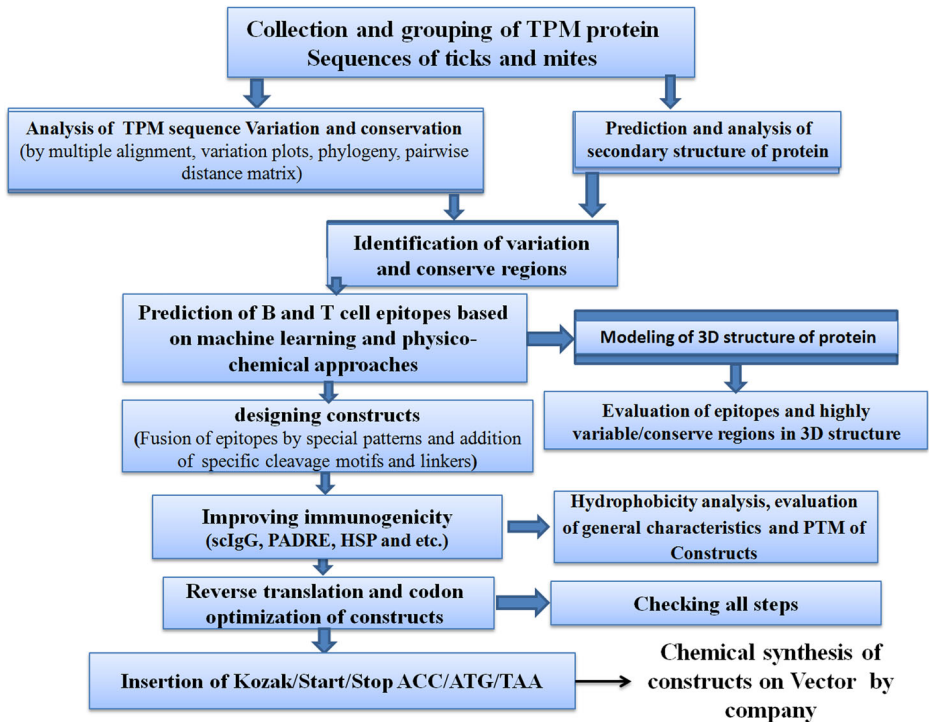 Collection and grouping of TPM protein
Sequences of ticks and mites
Analysis of TPM sequence Variation and conservation
(by multiple alignment, variation plots, phylogeny, pairwise
distance matrix)
Prediction and analysis of
secondary structure of protein
Identification of variation
and conserve regions
Prediction of B and T cell epitopes based
on machine learning and physico-
chemical approaches
Modeling of 3D structure of protein
Evaluation of epitopes and highly
variable/conserve regions in 3D structure
designing constructs
(Fusion of epitopes by special patterns and addition
of specific cleavage motifs and linkers)
Improving immunogenicity
(scIgG, PADRE, HSP and etc.)
Hydrophobicity analysis, evaluation
of general characteristics and PTM of
Constructs
Reverse translation and codon
optimization of constructs
Checking all steps
Insertion of Kozak/Start/Stop ACC/ATG/TAA
Chemical synthesis of
constructs on Vector by
company